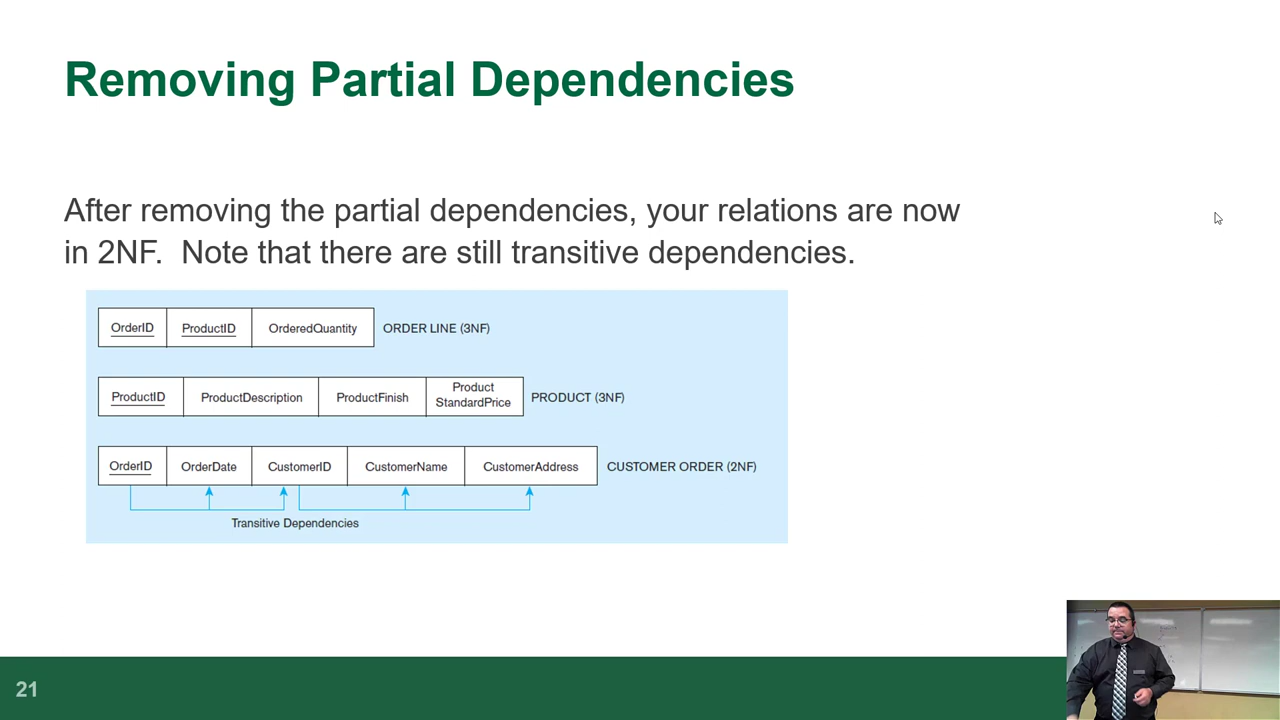 Removing Partial Dependencies
After removing the partial dependencies, your relations are now
in 2NF.  Note that there are still transitive dependencies.
OrderID ProductID OrderedQuantity ORDER LINE (3NF)
ProductID ProductDescription ProductFinish Product StandardPrice PRODUCT (3NF)
OrderID OrderDate CustomerID CustomerName CustomerAddress CUSTOMER ORDER (2NF)
Transitive Dependencies
21